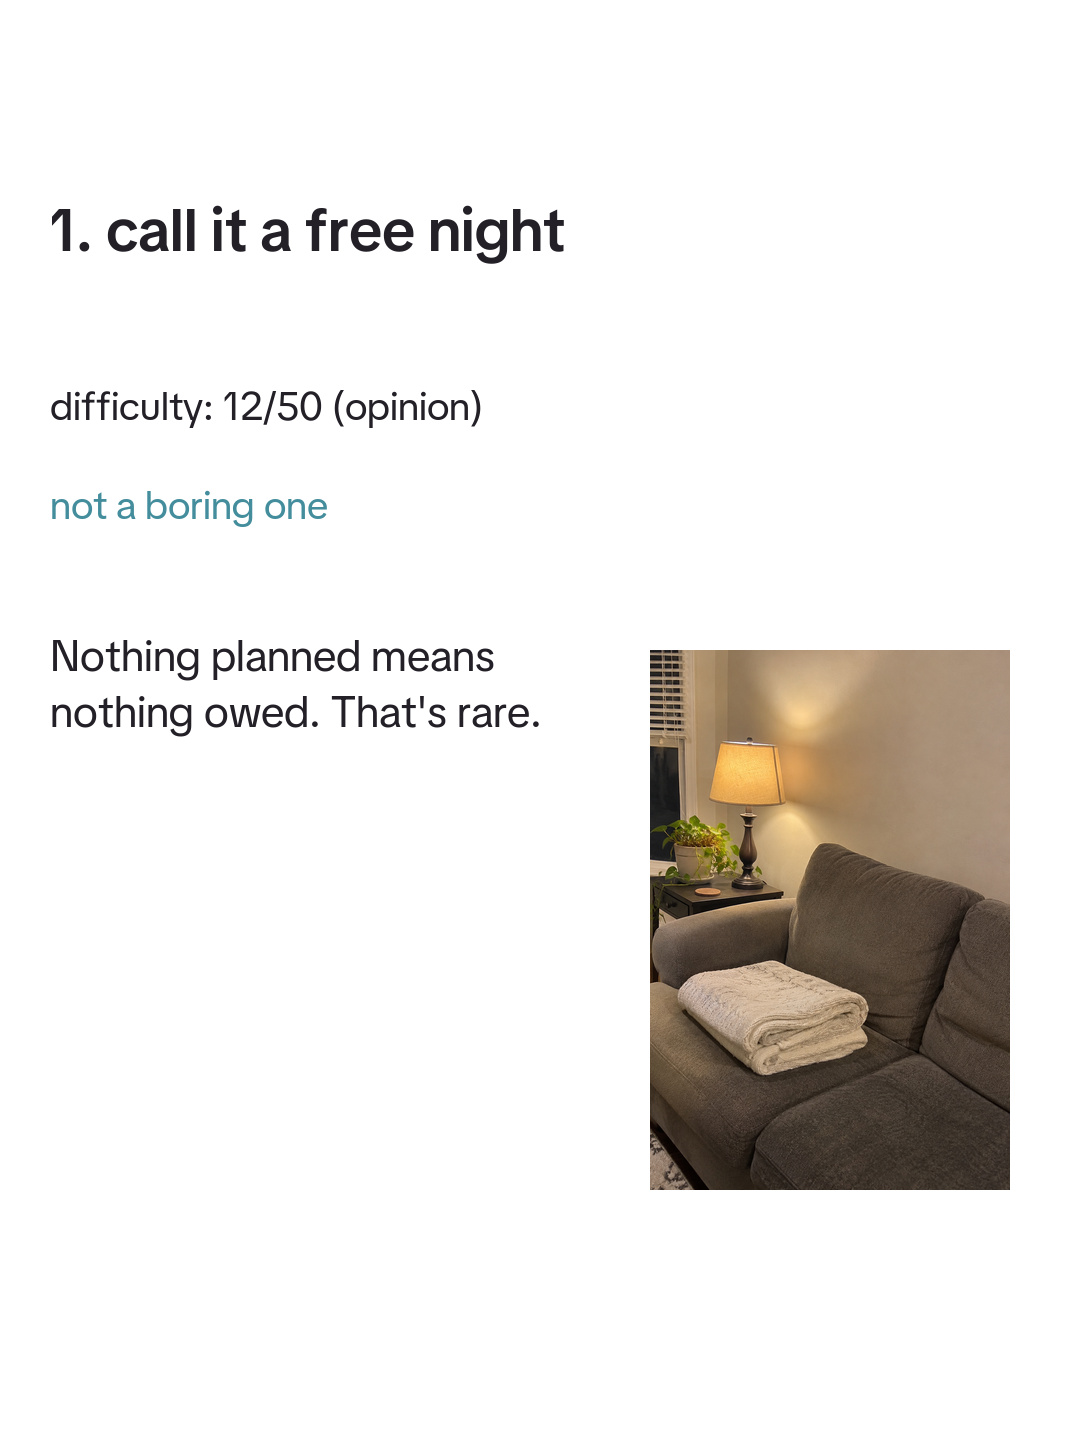 1. call it a free night
difficulty: 12/50 (opinion)
not a boring one
Nothing planned means
nothing owed. That's rare.